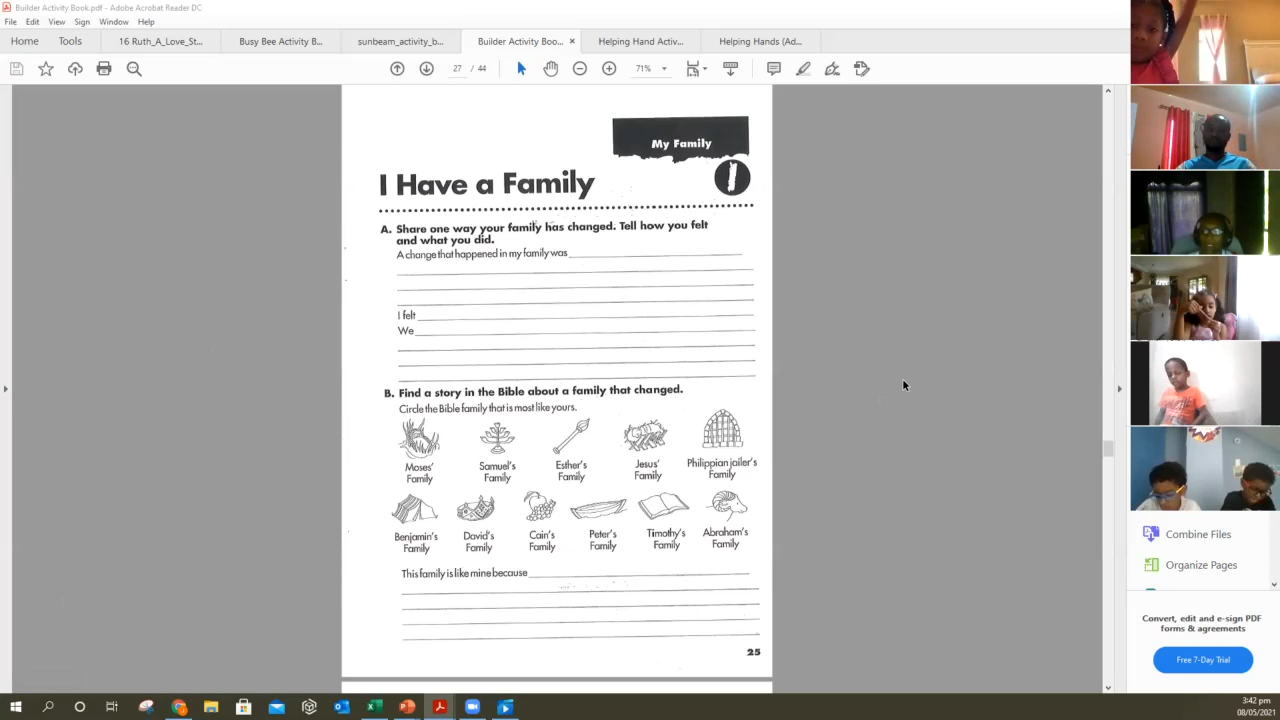 Builder Activity Book.pdf - Adobe Acrobat Reader DC
File Edit View Sign Window Help
Home Tools 16 Ruth_A_Love_St... Busy Bee Activity B... sunbeam_activity_b... Builder Activity Boo... × Helping Hand Activ... Helping Hands (Ad...
27 / 44 71%
My Family
1
I Have a Family
A. Share one way your family has changed. Tell how you felt
and what you did.
A change that happened in my family was
I felt
We
B. Find a story in the Bible about a family that changed.
Circle the Bible family that is most like yours.
Moses' Family
Samuel's Family
Esther's Family
Jesus' Family
Philippian jailer's Family
Benjamin's Family
David's Family
Cain's Family
Peter's Family
Timothy's Family
Abraham's Family
This family is like mine because
25
Combine Files
Organize Pages
Convert, edit and e-sign PDF
forms & agreements
Free 7-Day Trial
3:42 pm
08/05/2021